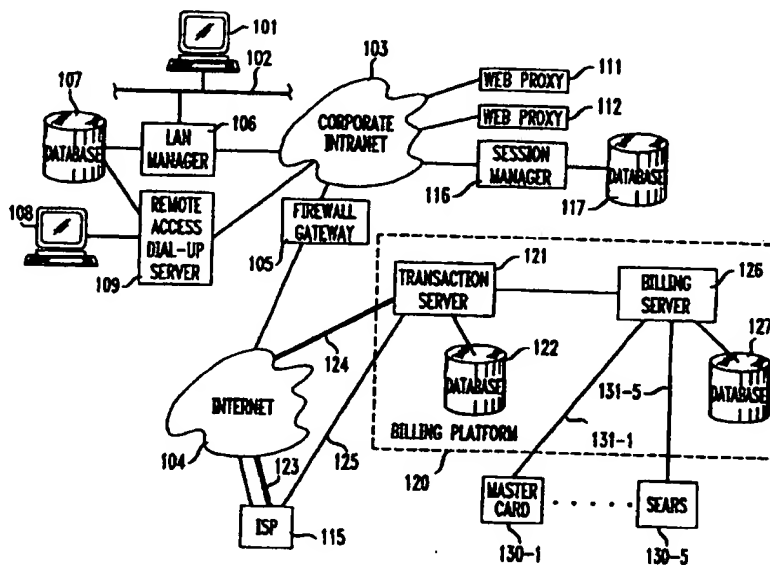 101
102
103
107
DATABASE
LAN
MANAGER
106
CORPORATE
INTRANET
WEB PROXY
111
WEB PROXY
112
SESSION
MANAGER
116
DATABASE
117
108
REMOTE
ACCESS
DIAL-UP
SERVER
109
FIREWALL
GATEWAY
105
TRANSACTION
SERVER
121
BILLING
SERVER
126
127
DATABASE
122
DATABASE
124
INTERNET
104
123
125
131-5
131-1
BILLING PLATFORM
120
ISP
115
MASTER
CARD
130-1
SEARS
130-5